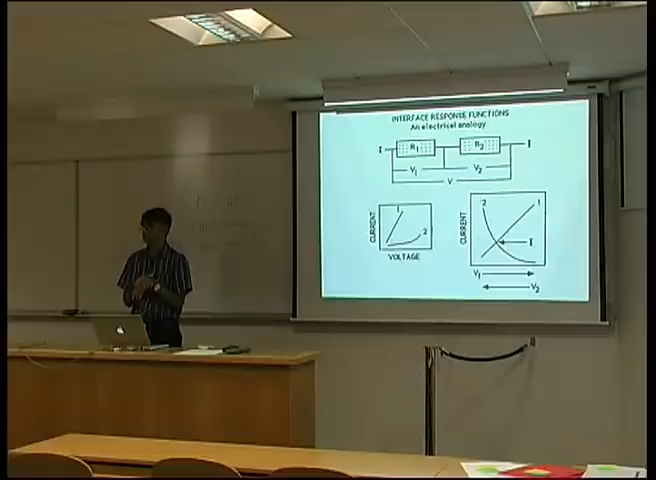 INTERFACE RESPONSE FUNCTIONS
An electrical analogy
I R1 R2 I
V1 V2
V
CURRENT 1 2
VOLTAGE
CURRENT 2 1 I
V1
V2